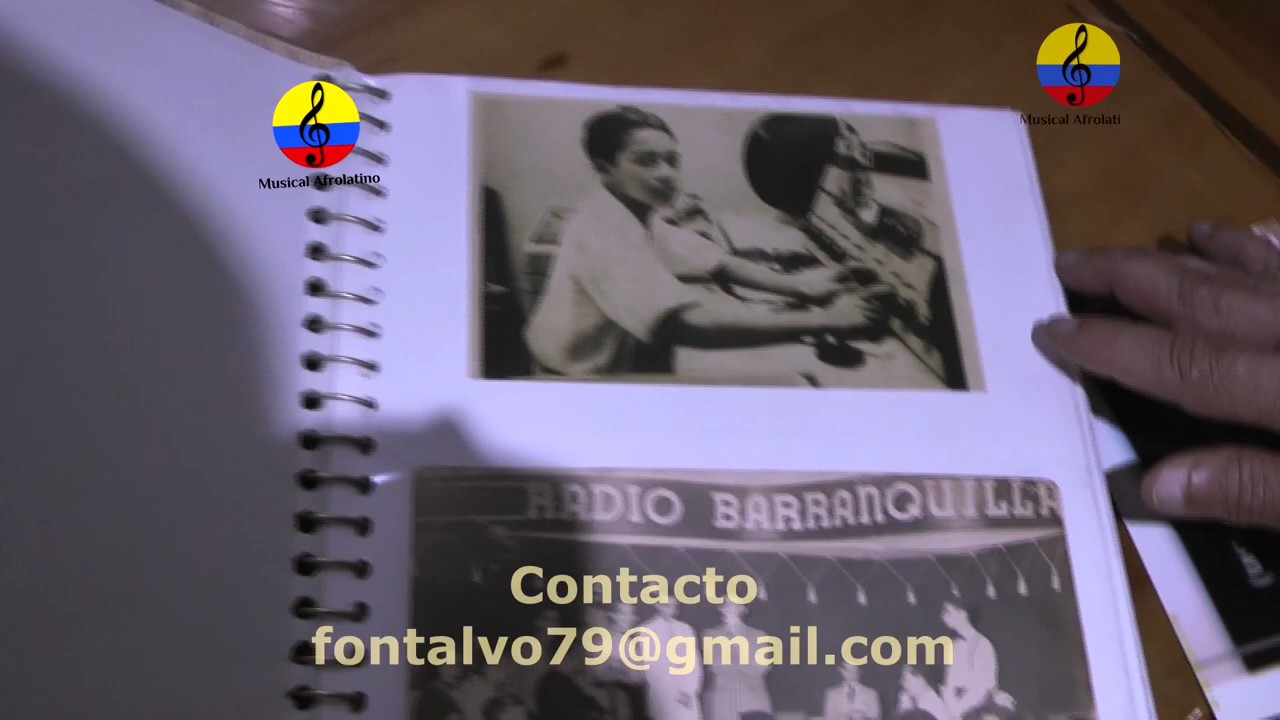 Musical Afrolatino
Musical Afrolati
RADIO BARRANQUILLA
Contacto
fontalvo79@gmail.com